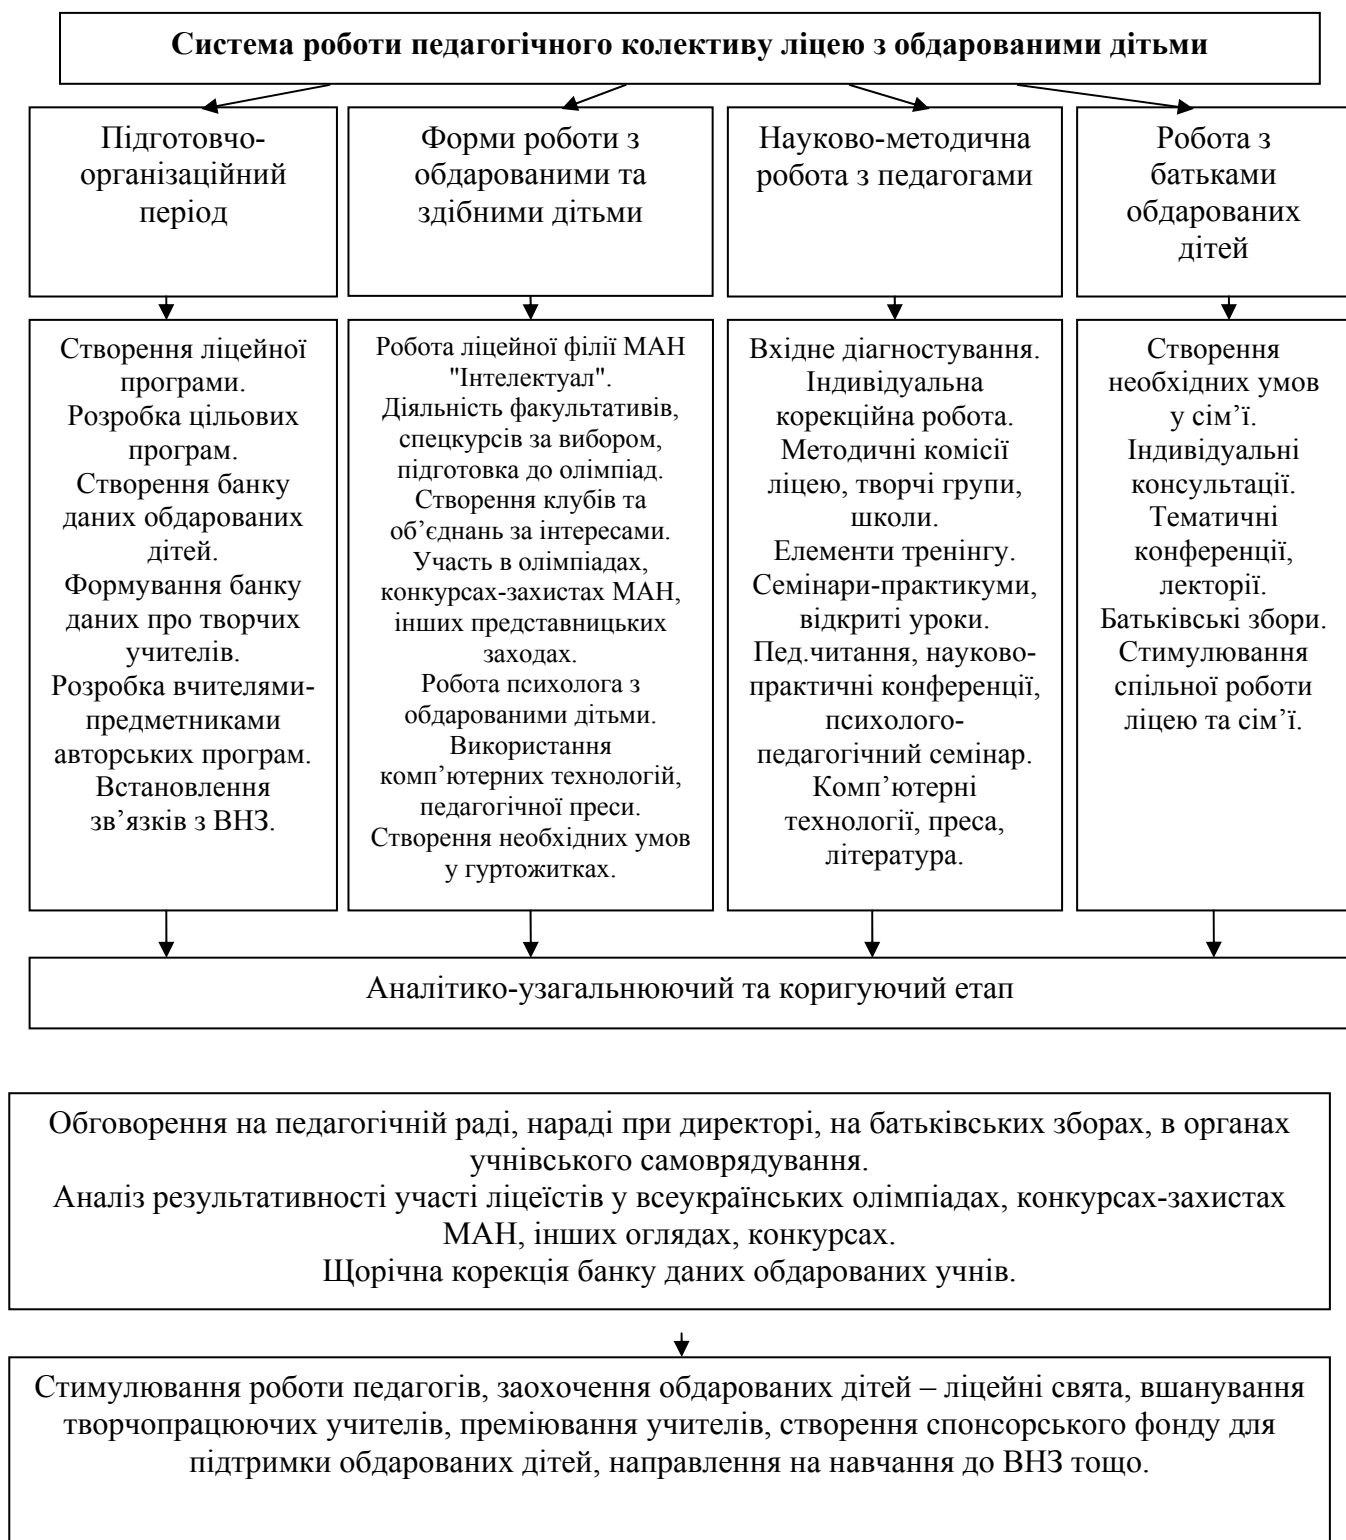 Система роботи педагогічного колективу ліцею з обдарованими дітьми
Підготовчо-
організаційний
період
Форми роботи з
обдарованими та
здібними дітьми
Науково-методична
робота з педагогами
Робота з
батьками
обдарованих
дітей
Створення ліцейної
програми.
Розробка цільових
програм.
Створення банку
даних обдарованих
дітей.
Формування банку
даних про творчих
учителів.
Розробка вчителями-
предметниками
авторських програм.
Встановлення
зв’язків з ВНЗ.
Робота ліцейної філії МАН
"Інтелектуал".
Діяльність факультативів,
спецкурсів за вибором,
підготовка до олімпіад.
Створення клубів та
об’єднань за інтересами.
Участь в олімпіадах,
конкурсах-захистах МАН,
інших представницьких
заходах.
Робота психолога з
обдарованими дітьми.
Використання
комп’ютерних технологій,
педагогічної преси.
Створення необхідних умов
у гуртожитках.
Вхідне діагностування.
Індивідуальна
корекційна робота.
Методичні комісії
ліцею, творчі групи,
школи.
Елементи тренінгу.
Семінари-практикуми,
відкриті уроки.
Пед.читання, науково-
практичні конференції,
психолого-
педагогічний семінар.
Комп’ютерні
технології, преса,
література.
Створення
необхідних умов
у сім’ї.
Індивідуальні
консультації.
Тематичні
конференції,
лекторії.
Батьківські збори.
Стимулювання
спільної роботи
ліцею та сім’ї.
Аналітико-узагальнюючий та коригуючий етап
Обговорення на педагогічній раді, нараді при директорі, на батьківських зборах, в органах
учнівського самоврядування.
Аналіз результативності участі ліцеїстів у всеукраїнських олімпіадах, конкурсах-захистах
МАН, інших оглядах, конкурсах.
Щорічна корекція банку даних обдарованих учнів.
Стимулювання роботи педагогів, заохочення обдарованих дітей – ліцейні свята, вшанування
творчопрацюючих учителів, преміювання учителів, створення спонсорського фонду для
підтримки обдарованих дітей, направлення на навчання до ВНЗ тощо.